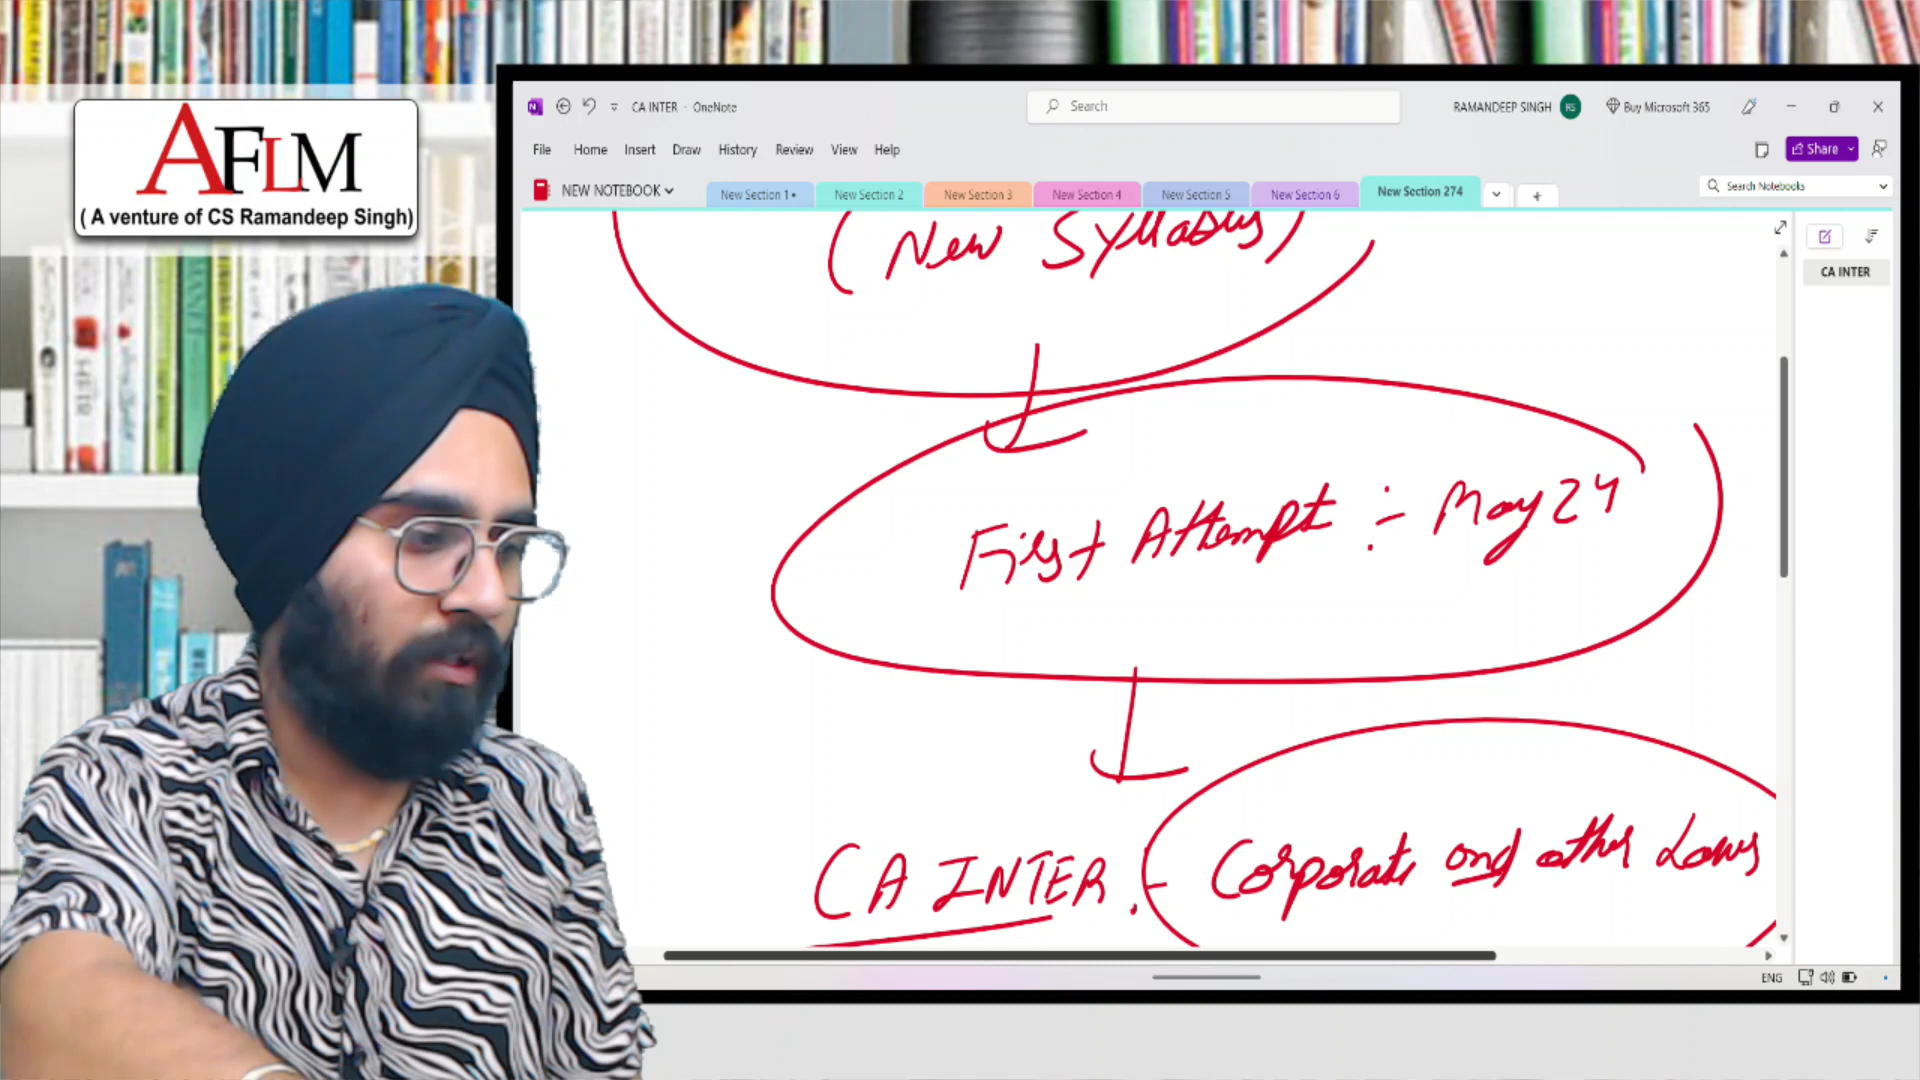 AFLM
( A venture of CS Ramandeep Singh)
CA INTER - OneNote
Search
RAMANDEEP SINGH
RS
Buy Microsoft 365
File Home Insert Draw History Review View Help
Share
NEW NOTEBOOK
New Section 1
New Section 2
New Section 3
New Section 4
New Section 5
New Section 6
New Section 274
Search Notebooks
CA INTER
(New Syllabus)
First Attempt :- May 24
CA INTER :- Corporate and other Laws
ENG